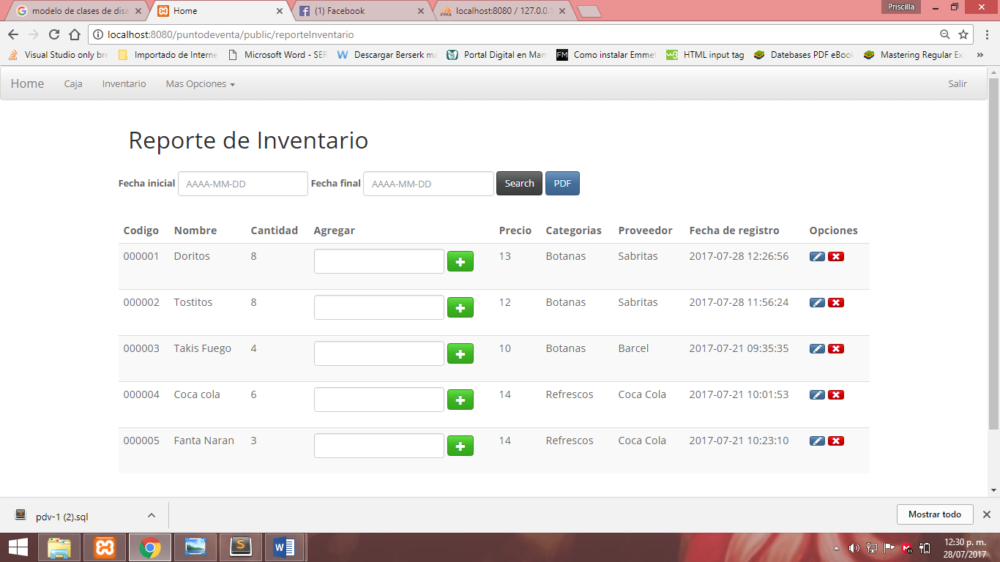 modelo de clases de disa
Home
(1) Facebook
localhost:8080 / 127.0.0.1
Priscilla
localhost:8080/puntodeventa/public/reporteInventario
Visual Studio only bre
Importado de Interne
Microsoft Word - SEP
Descargar Berserk ma
Portal Digital en Man
Como instalar Emmet
HTML input tag
Datebases PDF eBook
Mastering Regular Ex
Home Caja Inventario Mas Opciones Salir
Reporte de Inventario
Fecha inicial AAAA-MM-DD Fecha final AAAA-MM-DD Search PDF
Codigo Nombre Cantidad Agregar Precio Categorias Proveedor Fecha de registro Opciones
000001 Doritos 8 13 Botanas Sabritas 2017-07-28 12:26:56
000002 Tostitos 8 12 Botanas Sabritas 2017-07-28 11:56:24
000003 Takis Fuego 4 10 Botanas Barcel 2017-07-21 09:35:35
000004 Coca cola 6 14 Refrescos Coca Cola 2017-07-21 10:01:53
000005 Fanta Naran 3 14 Refrescos Coca Cola 2017-07-21 10:23:10
pdv-1 (2).sql
Mostrar todo
12:30 p. m.
28/07/2017